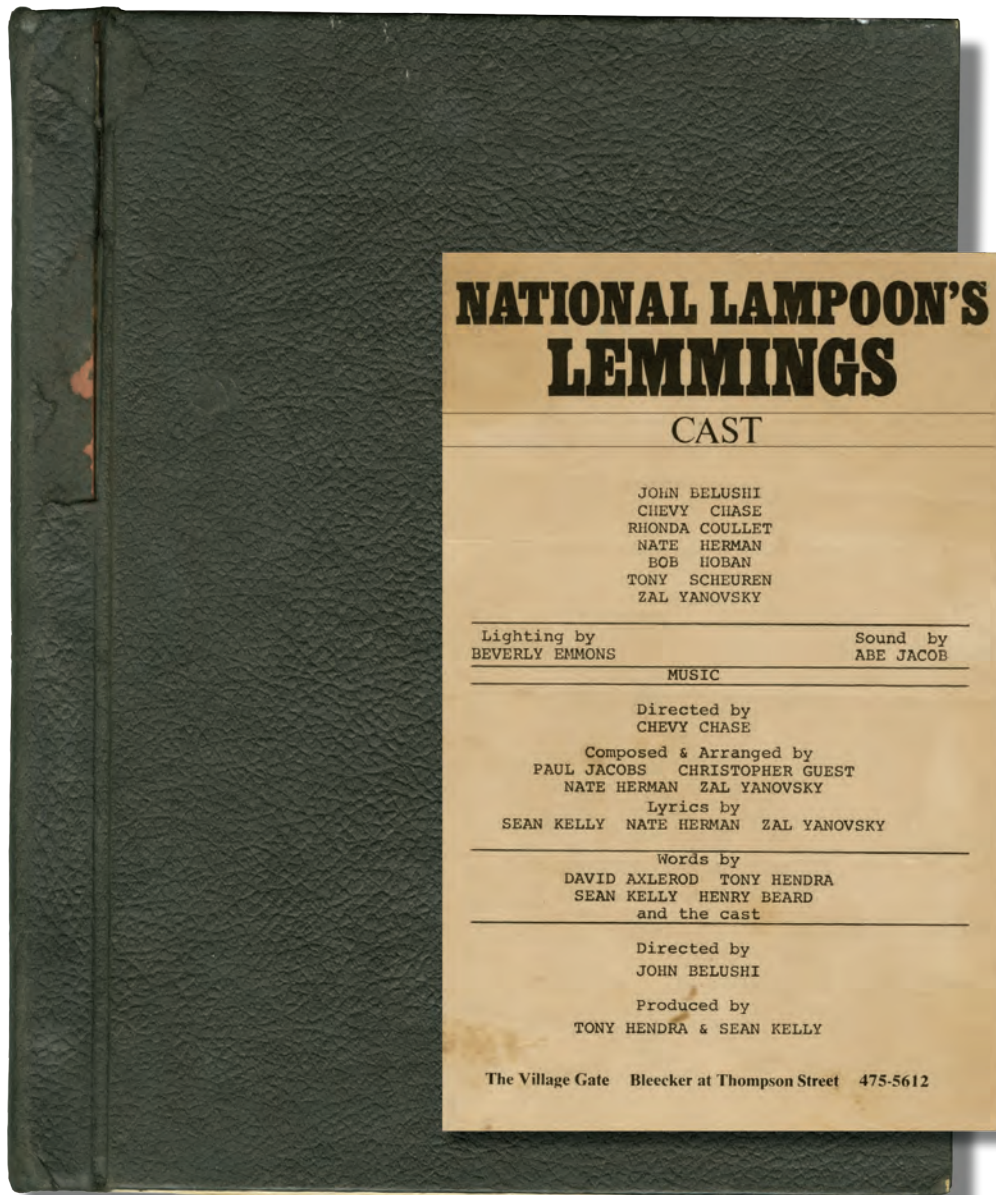 NATIONAL LAMPOON'S
LEMMINGS
CAST
JOHN BELUSHI
CHEVY CHASE
RHONDA COULLET
NATE HERMAN
BOB HOBAN
TONY SCHEUREN
ZAL YANOVSKY
Lighting by Sound by
BEVERLY EMMONS ABE JACOB
MUSIC
Directed by
CHEVY CHASE
Composed & Arranged by
PAUL JACOBS CHRISTOPHER GUEST
NATE HERMAN ZAL YANOVSKY
Lyrics by
SEAN KELLY NATE HERMAN ZAL YANOVSKY
Words by
DAVID AXLEROD TONY HENDRA
SEAN KELLY HENRY BEARD
and the cast
Directed by
JOHN BELUSHI
Produced by
TONY HENDRA & SEAN KELLY
The Village Gate Bleecker at Thompson Street 475-5612